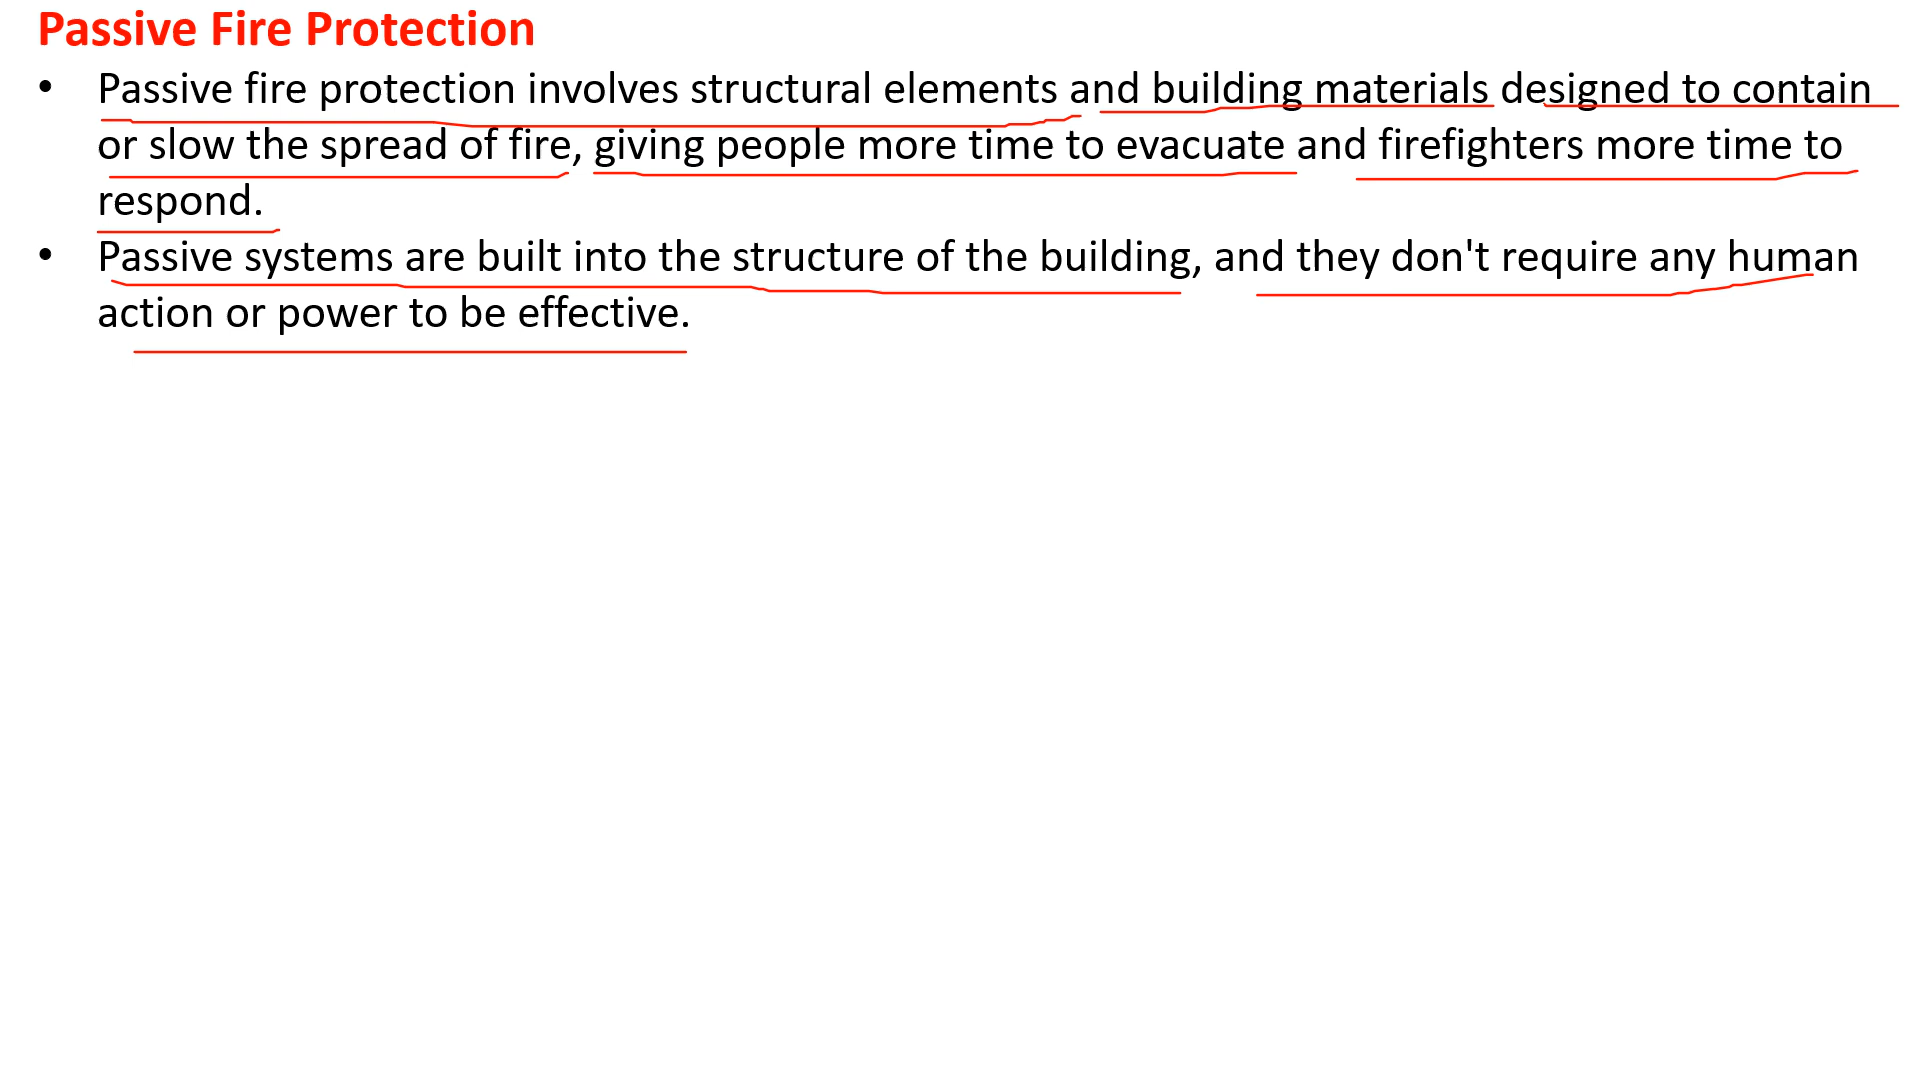 Passive Fire Protection
• Passive fire protection involves structural elements and building materials designed to contain
or slow the spread of fire, giving people more time to evacuate and firefighters more time to
respond.
• Passive systems are built into the structure of the building, and they don't require any human
action or power to be effective.